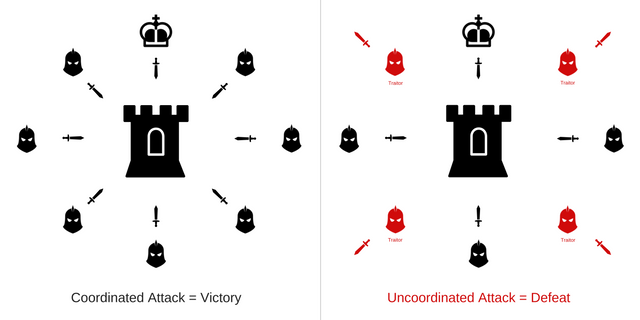 Traitor
Traitor
Traitor
Traitor
Coordinated Attack = Victory
Uncoordinated Attack = Defeat